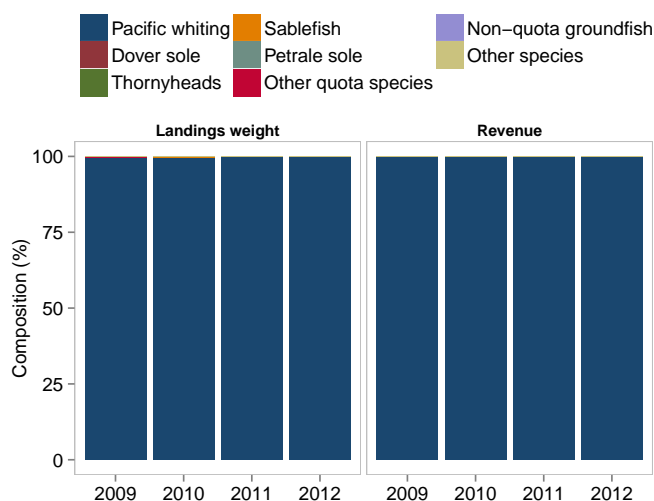 Pacific whiting Sablefish Non−quota groundfish
Dover sole Petrale sole Other species
Thornyheads Other quota species
Landings weight Revenue
100
75
50
25
0
Composition (%)
2009 2010 2011 2012 2009 2010 2011 2012